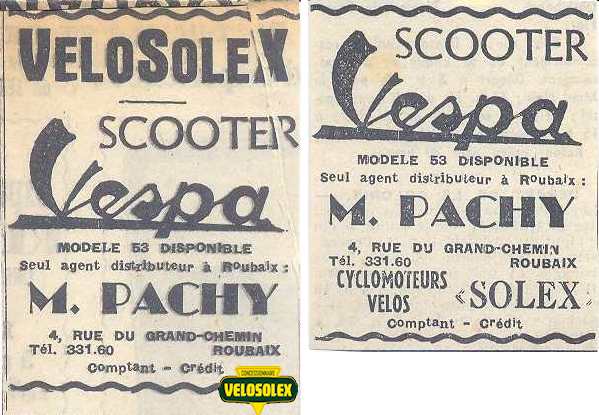 VELOSOLEX
SCOOTER
Vespa
MODELE 53 DISPONIBLE
Seul agent distributeur à Roubaix :
M. PACHY
4, RUE DU GRAND-CHEMIN
Tél. 331.60 ROUBAIX
Comptant - Crédit
CONCESSIONNAIRE
VELOSOLEX
SCOOTER
Vespa
MODELE 53 DISPONIBLE
Seul agent distributeur à Roubaix :
M. PACHY
4, RUE DU GRAND-CHEMIN
Tél. 331.60 ROUBAIX
CYCLOMOTEURS
VELOS «SOLEX»
Comptant - Crédit